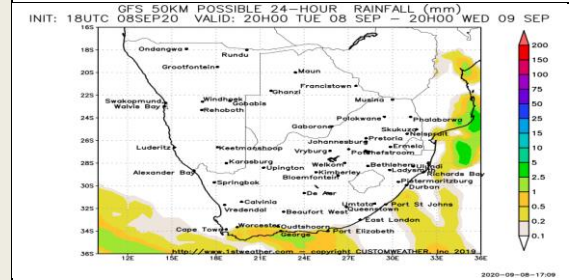 GFS 50KM POSSIBLE 24-HOUR RAINFALL (mm)
INIT: 18UTC 08SEP20 VALID: 20H00 TUE 08 SEP - 20H00 WED 09 SEP
16S
18S
20S
22S
24S
26S
28S
30S
32S
34S
36S
Ondangwa
Rundu
Grootfontein
Maun
Francistown
Ghanzi
Windhoek
Gobabis
Swakopmund
Walvis Bay
Rehoboth
Musina
Polokwane
Phalaborwa
Gaborone
Skukuza
Nelspruit
Pretoria
Johannesburg
Ermelo
Luderitz
Keetmanshoop
Vryburg
Potchefstroom
Karasburg
Upington
Welkom
Bethlehem
Ulundi
Alexander Bay
Kimberley
Ladysmith
Richards Bay
Bloemfontein
Springbok
Pietermaritzburg
Durban
De Aar
Calvinia
Umtata
Port St Johns
Vredendal
Beaufort West
Queenstown
East London
Cape Town
Worcester
Oudtshoorn
George
Port Elizabeth
http://www.1stweather.com - copyright CUSTOMWEATHER, Inc 2019
12E
15E
18E
21E
24E
27E
30E
33E
36E
200
150
100
75
50
25
20
15
10
5
2.5
1
0.5
0.2
0.1
2020-09-08-17:09